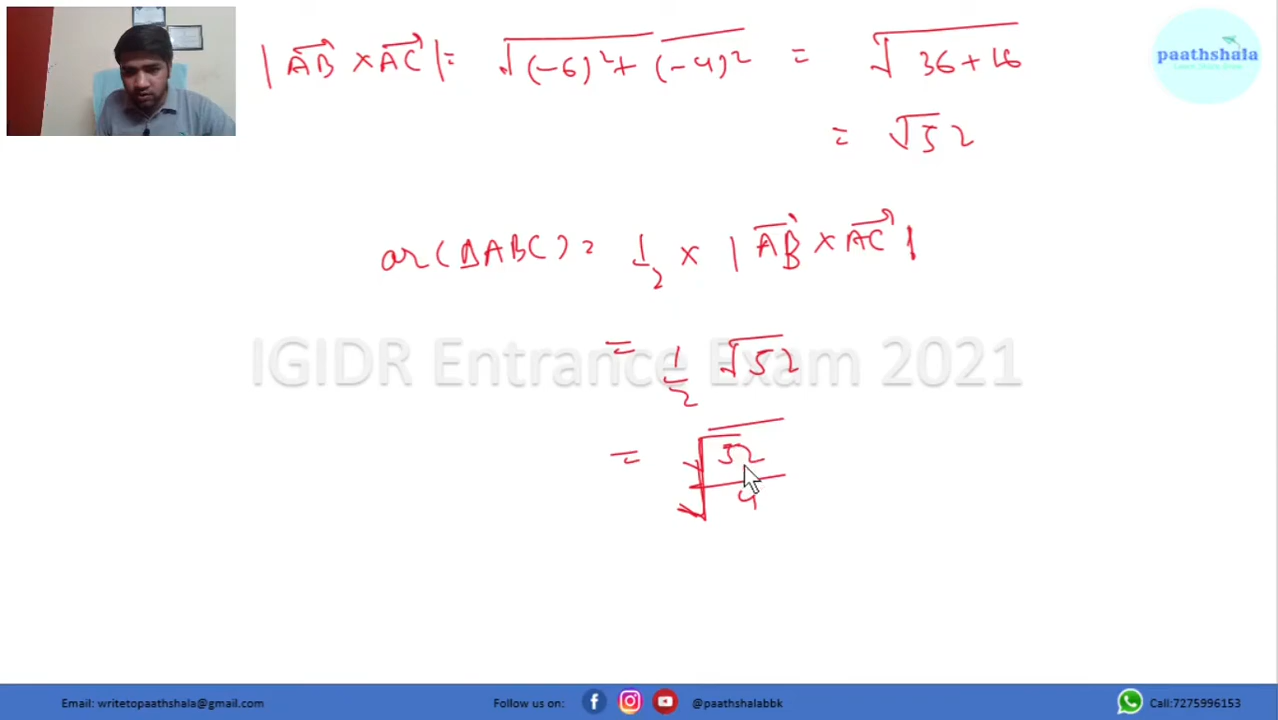 |AB⃗ × AC⃗| = √(-6)² + (-4)² = √36 + 16
paathshala
= √52
ar(ΔABC) = 1/2 × |AB⃗ × AC⃗|
IGIDR Entrance Exam 2021
= 1/2 √52
= √52/4
Email: writetopaathshala@gmail.com Follow us on: @paathshalabbk Call:7275996153